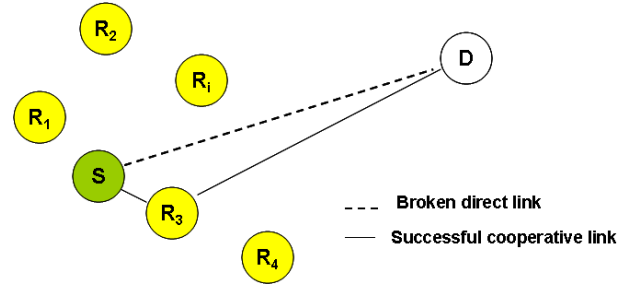 R2
Ri
D
R1
S
R3
R4
Broken direct link
Successful cooperative link